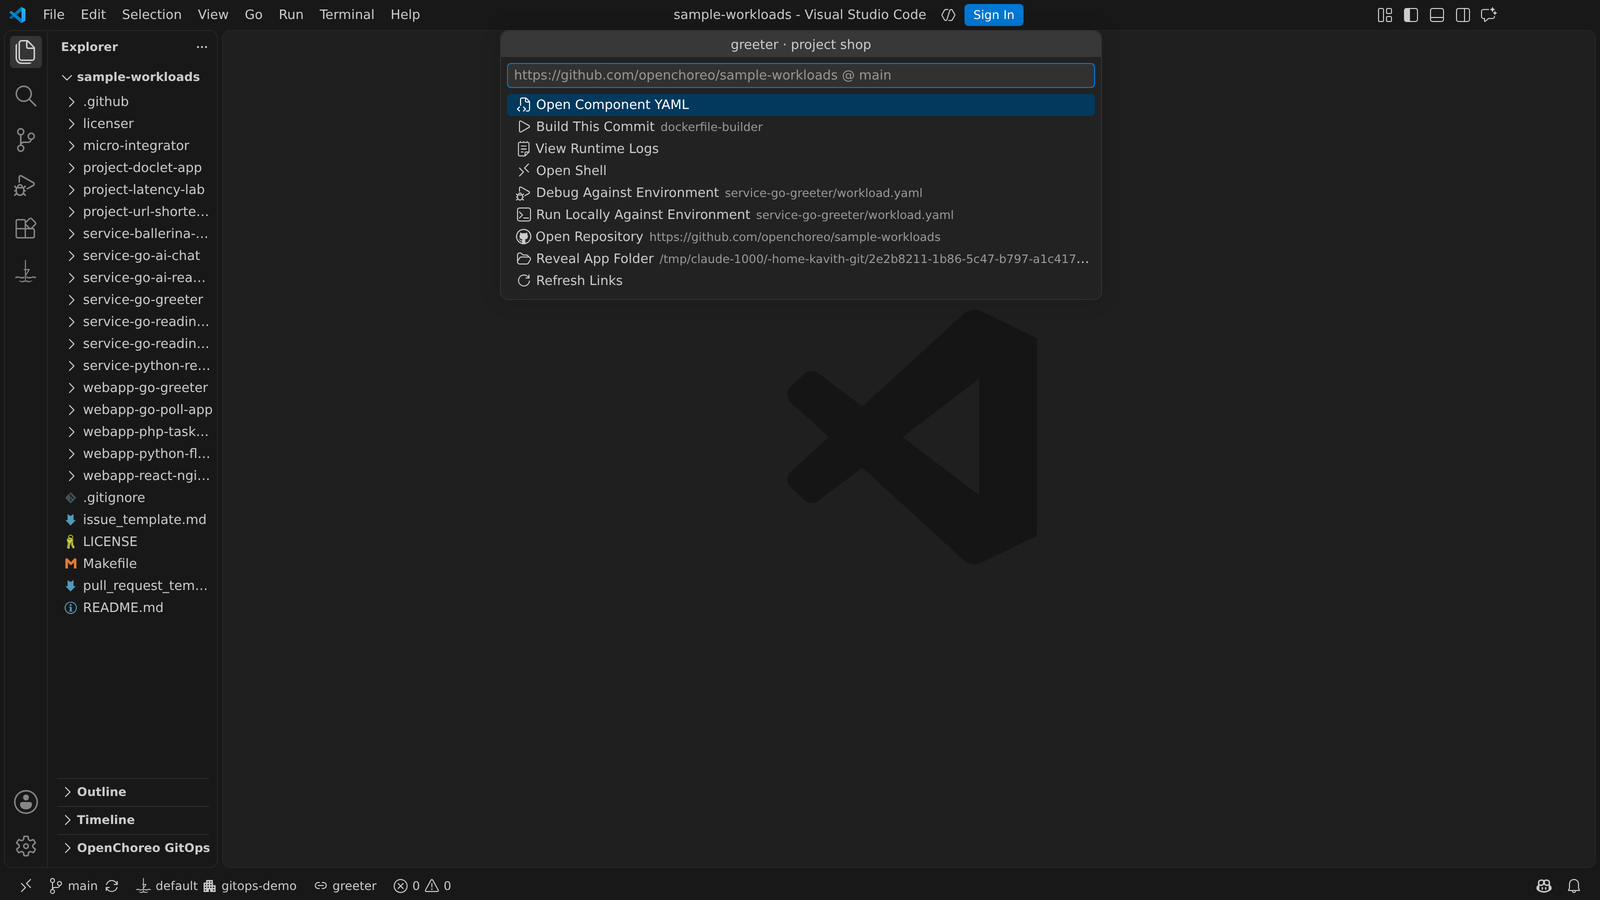 File Edit Selection View Go Run Terminal Help
sample-workloads - Visual Studio Code
Sign In
Explorer
sample-workloads
.github
licenser
micro-integrator
project-doclet-app
project-latency-lab
project-url-shorte...
service-ballerina-...
service-go-ai-chat
service-go-ai-rea...
service-go-greeter
service-go-readin...
service-go-readin...
service-python-re...
webapp-go-greeter
webapp-go-poll-app
webapp-php-task...
webapp-python-fl...
webapp-react-ngi...
.gitignore
issue_template.md
LICENSE
Makefile
pull_request_tem...
README.md
Outline
Timeline
OpenChoreo GitOps
greeter · project shop
https://github.com/openchoreo/sample-workloads @ main
Open Component YAML
Build This Commit dockerfile-builder
View Runtime Logs
Open Shell
Debug Against Environment service-go-greeter/workload.yaml
Run Locally Against Environment service-go-greeter/workload.yaml
Open Repository https://github.com/openchoreo/sample-workloads
Reveal App Folder /tmp/claude-1000/-home-kavith-git/2e2b8211-1b86-5c47-b797-a1c417...
Refresh Links
main default gitops-demo greeter 0 0